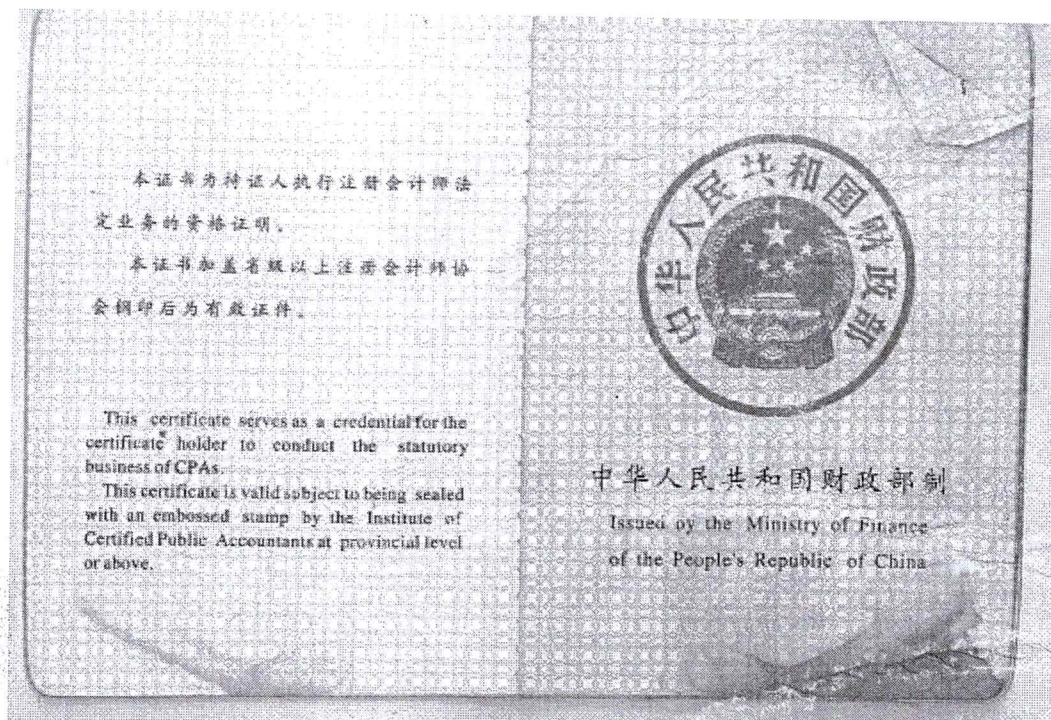 本证书为持证人执行注册会计师法
定业务的资格证明。
本证书加盖省级以上注册会计师协
会钢印后为有效证件。
This certificate serves as a credential for the
certificate holder to conduct the statutory
business of CPAs.
This certificate is valid subject to being sealed
with an embossed stamp by the Institute of
Certified Public Accountants at provincial level
or above.
中华人民共和国财政部
中华人民共和国财政部制
Issued by the Ministry of Finance
of the People's Republic of China